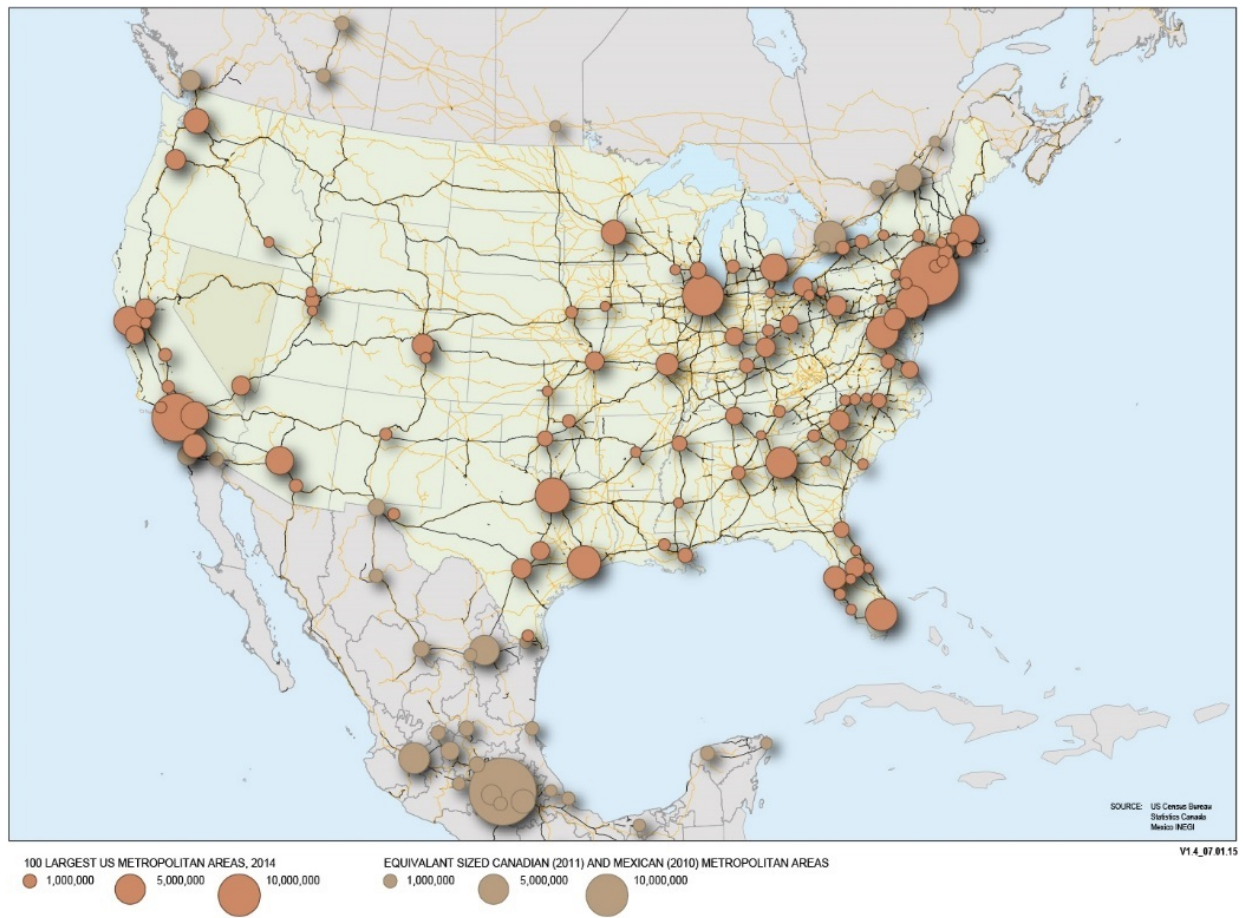 SOURCE: US Census Bureau
Statistics Canada
Mexico INEGI
V1.4_07.01.15
100 LARGEST US METROPOLITAN AREAS, 2014
1,000,000 5,000,000 10,000,000
EQUIVALANT SIZED CANADIAN (2011) AND MEXICAN (2010) METROPOLITAN AREAS
1,000,000 5,000,000 10,000,000